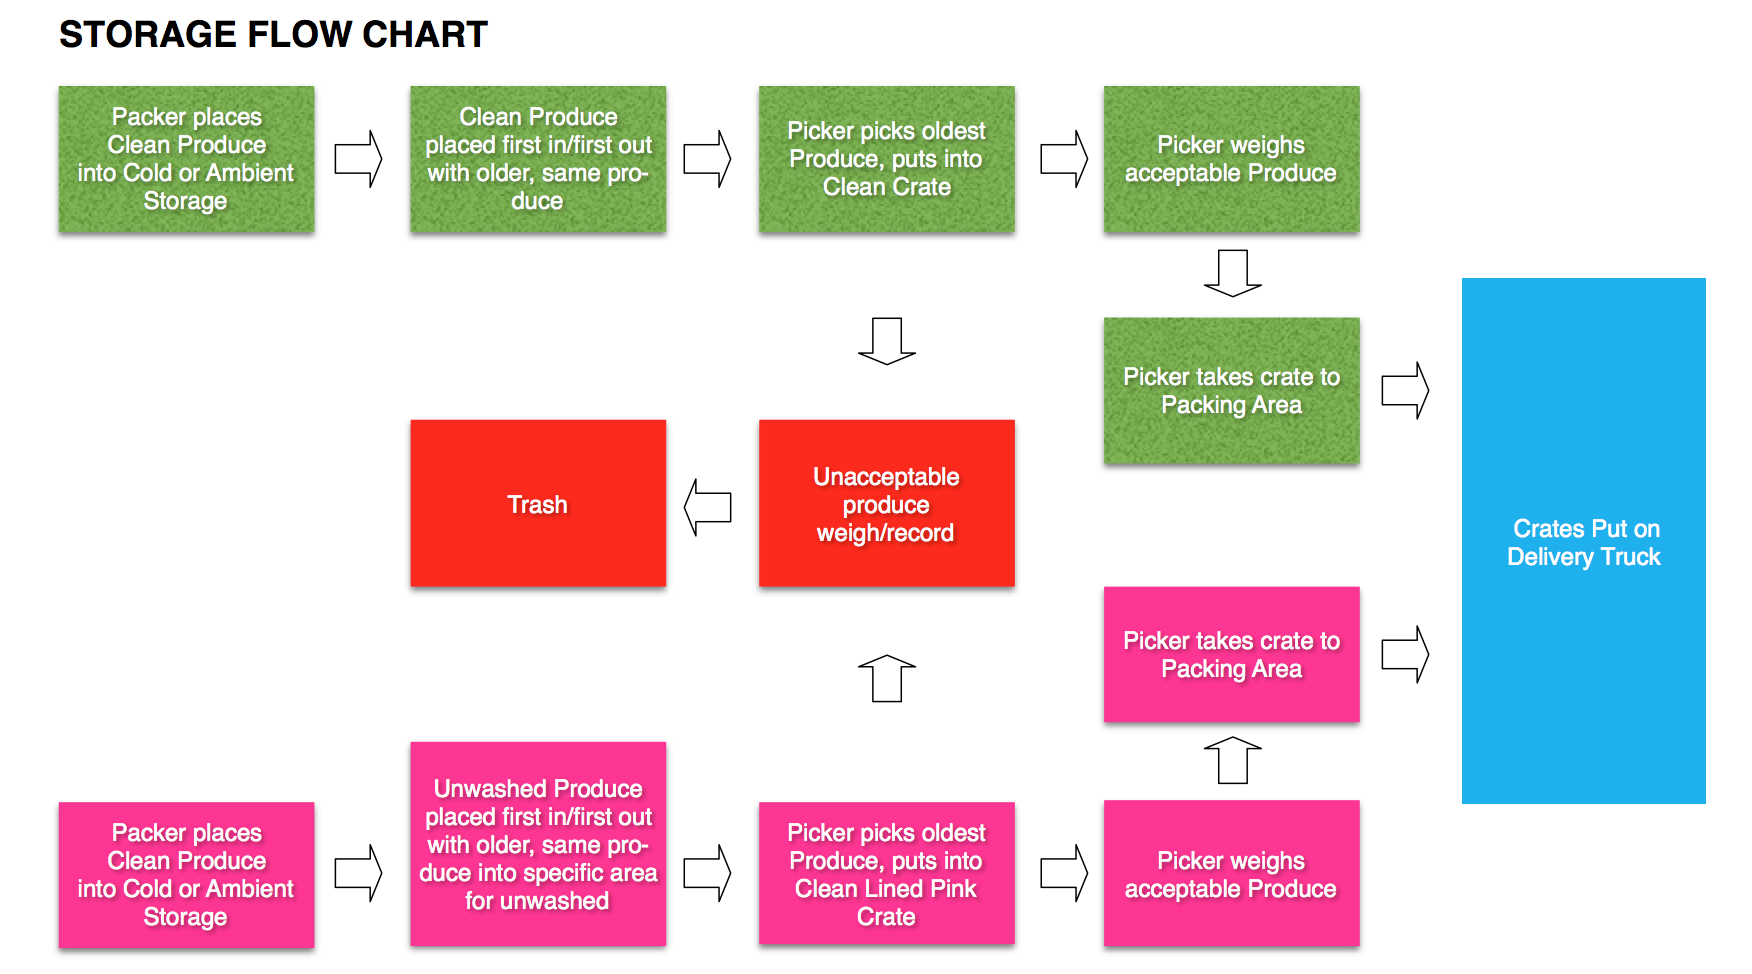 STORAGE FLOW CHART
Packer places
Clean Produce
into Cold or Ambient
Storage
Clean Produce
placed first in/first out
with older, same pro-
duce
Picker picks oldest
Produce, puts into
Clean Crate
Picker weighs
acceptable Produce
Picker takes crate to
Packing Area
Trash
Unacceptable
produce
weigh/record
Crates Put on
Delivery Truck
Picker takes crate to
Packing Area
Packer places
Clean Produce
into Cold or Ambient
Storage
Unwashed Produce
placed first in/first out
with older, same pro-
duce into specific area
for unwashed
Picker picks oldest
Produce, puts into
Clean Lined Pink
Crate
Picker weighs
acceptable Produce